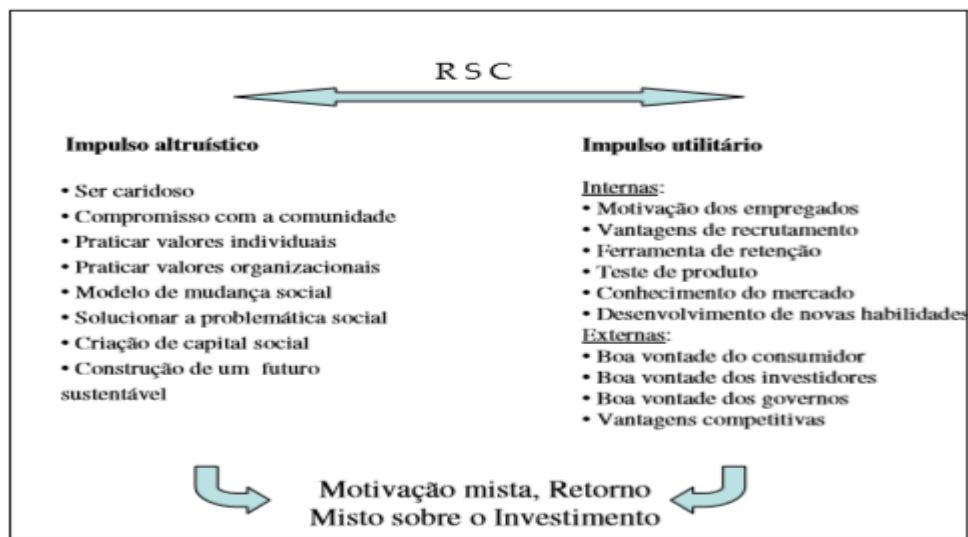 R S C
Impulso altruístico
• Ser caridoso
• Compromisso com a comunidade
• Praticar valores individuais
• Praticar valores organizacionais
• Modelo de mudança social
• Solucionar a problemática social
• Criação de capital social
• Construção de um futuro
sustentável
Impulso utilitário
Internas:
• Motivação dos empregados
• Vantagens de recrutamento
• Ferramenta de retenção
• Teste de produto
• Conhecimento do mercado
• Desenvolvimento de novas habilidades
Externas:
• Boa vontade do consumidor
• Boa vontade dos investidores
• Boa vontade dos governos
• Vantagens competitivas
Motivação mista, Retorno
Misto sobre o Investimento